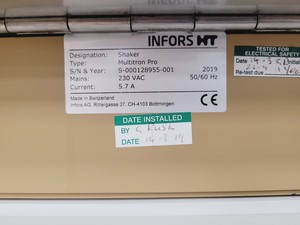 INFORS HT
Designation: Shaker
Type: Multitron Pro
S/N & Year: S-000128955-001 2019
Mains: 230 VAC 50/60 Hz
Current: 5.7 A
Made in Switzerland
Infors AG, Rittergasse 27, CH-4103 Bottmingen
TESTED FOR
ELECTRICAL SAFETY
Date
Re-test due
DATE INSTALLED
BY
DATE